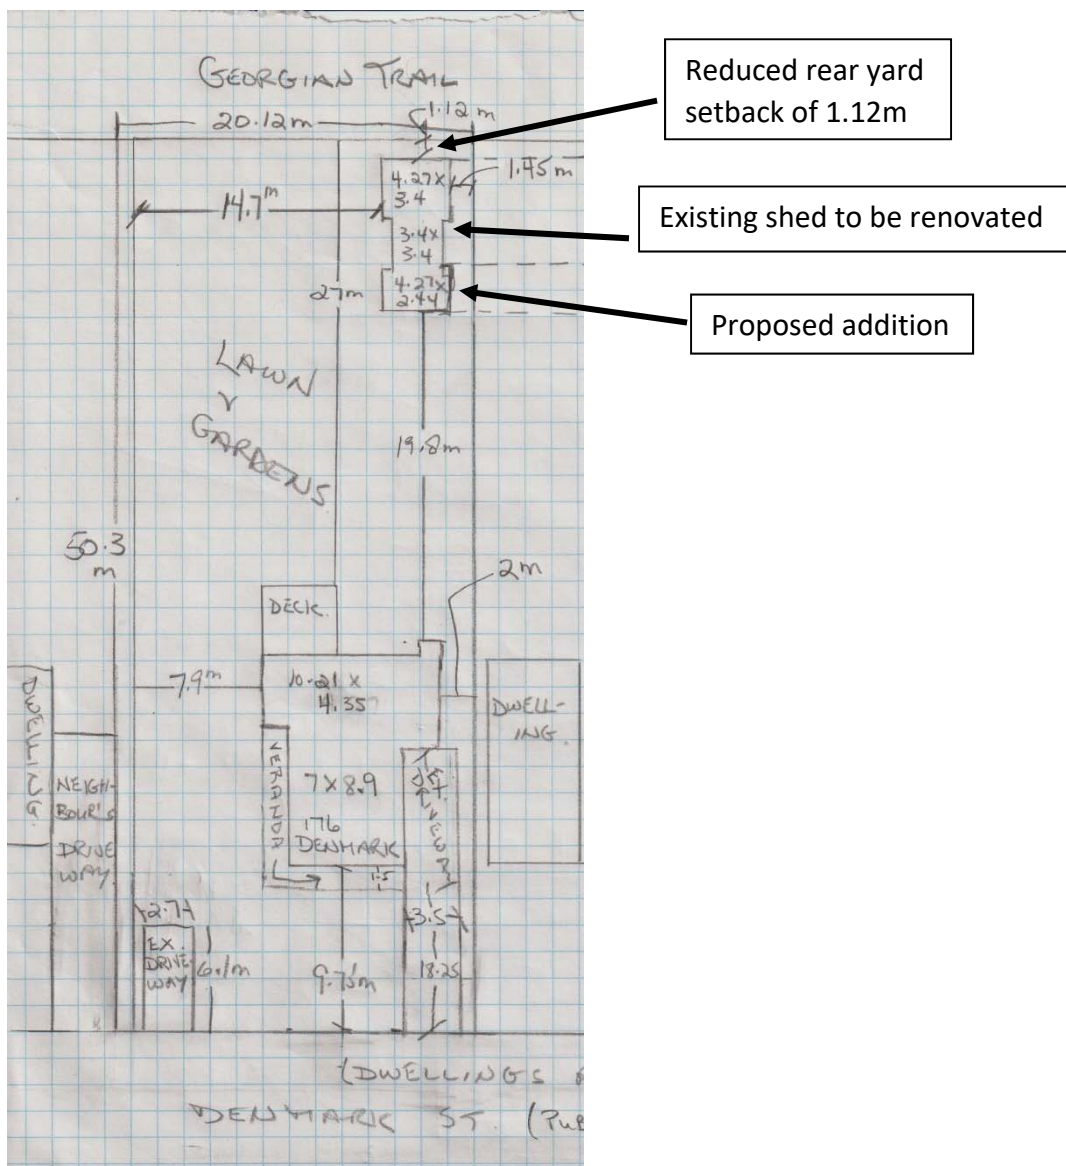 GEORGIAN TRAIL
1.12m
20.12m
Reduced rear yard
setback of 1.12m
1.45m
4.27x
3.4
14.7m
Existing shed to be renovated
3.4x
3.4
4.27x
2.44
27m
Proposed addition
LAWN
&
GARDENS
19.8m
50.3
m
2m
DECK.
7.9m
10.21 x
4.35
DWELLING.
DWELL-
ING.
VERANDA
EX.
DRIVEWAY
NEIGH-
BOUR'S
DRIVE
WAY.
7X8.9
176
DENMARK
1.5
2.7
3.5
EX.
DRIVE-
WAY
6.1m
9.75m
18.25
(DWELLINGS
DENMARK ST. (PUB